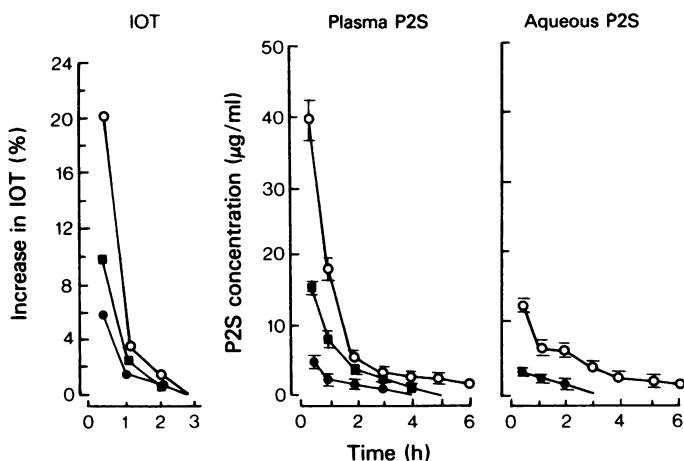 IOT
Plasma P2S
Aqueous P2S
Increase in IOT (%)
24
20
16
12
8
4
0
0 1 2 3
P2S concentration (μg/ml)
50
40
30
20
10
0
0 2 4 6
0 2 4 6
Time (h)